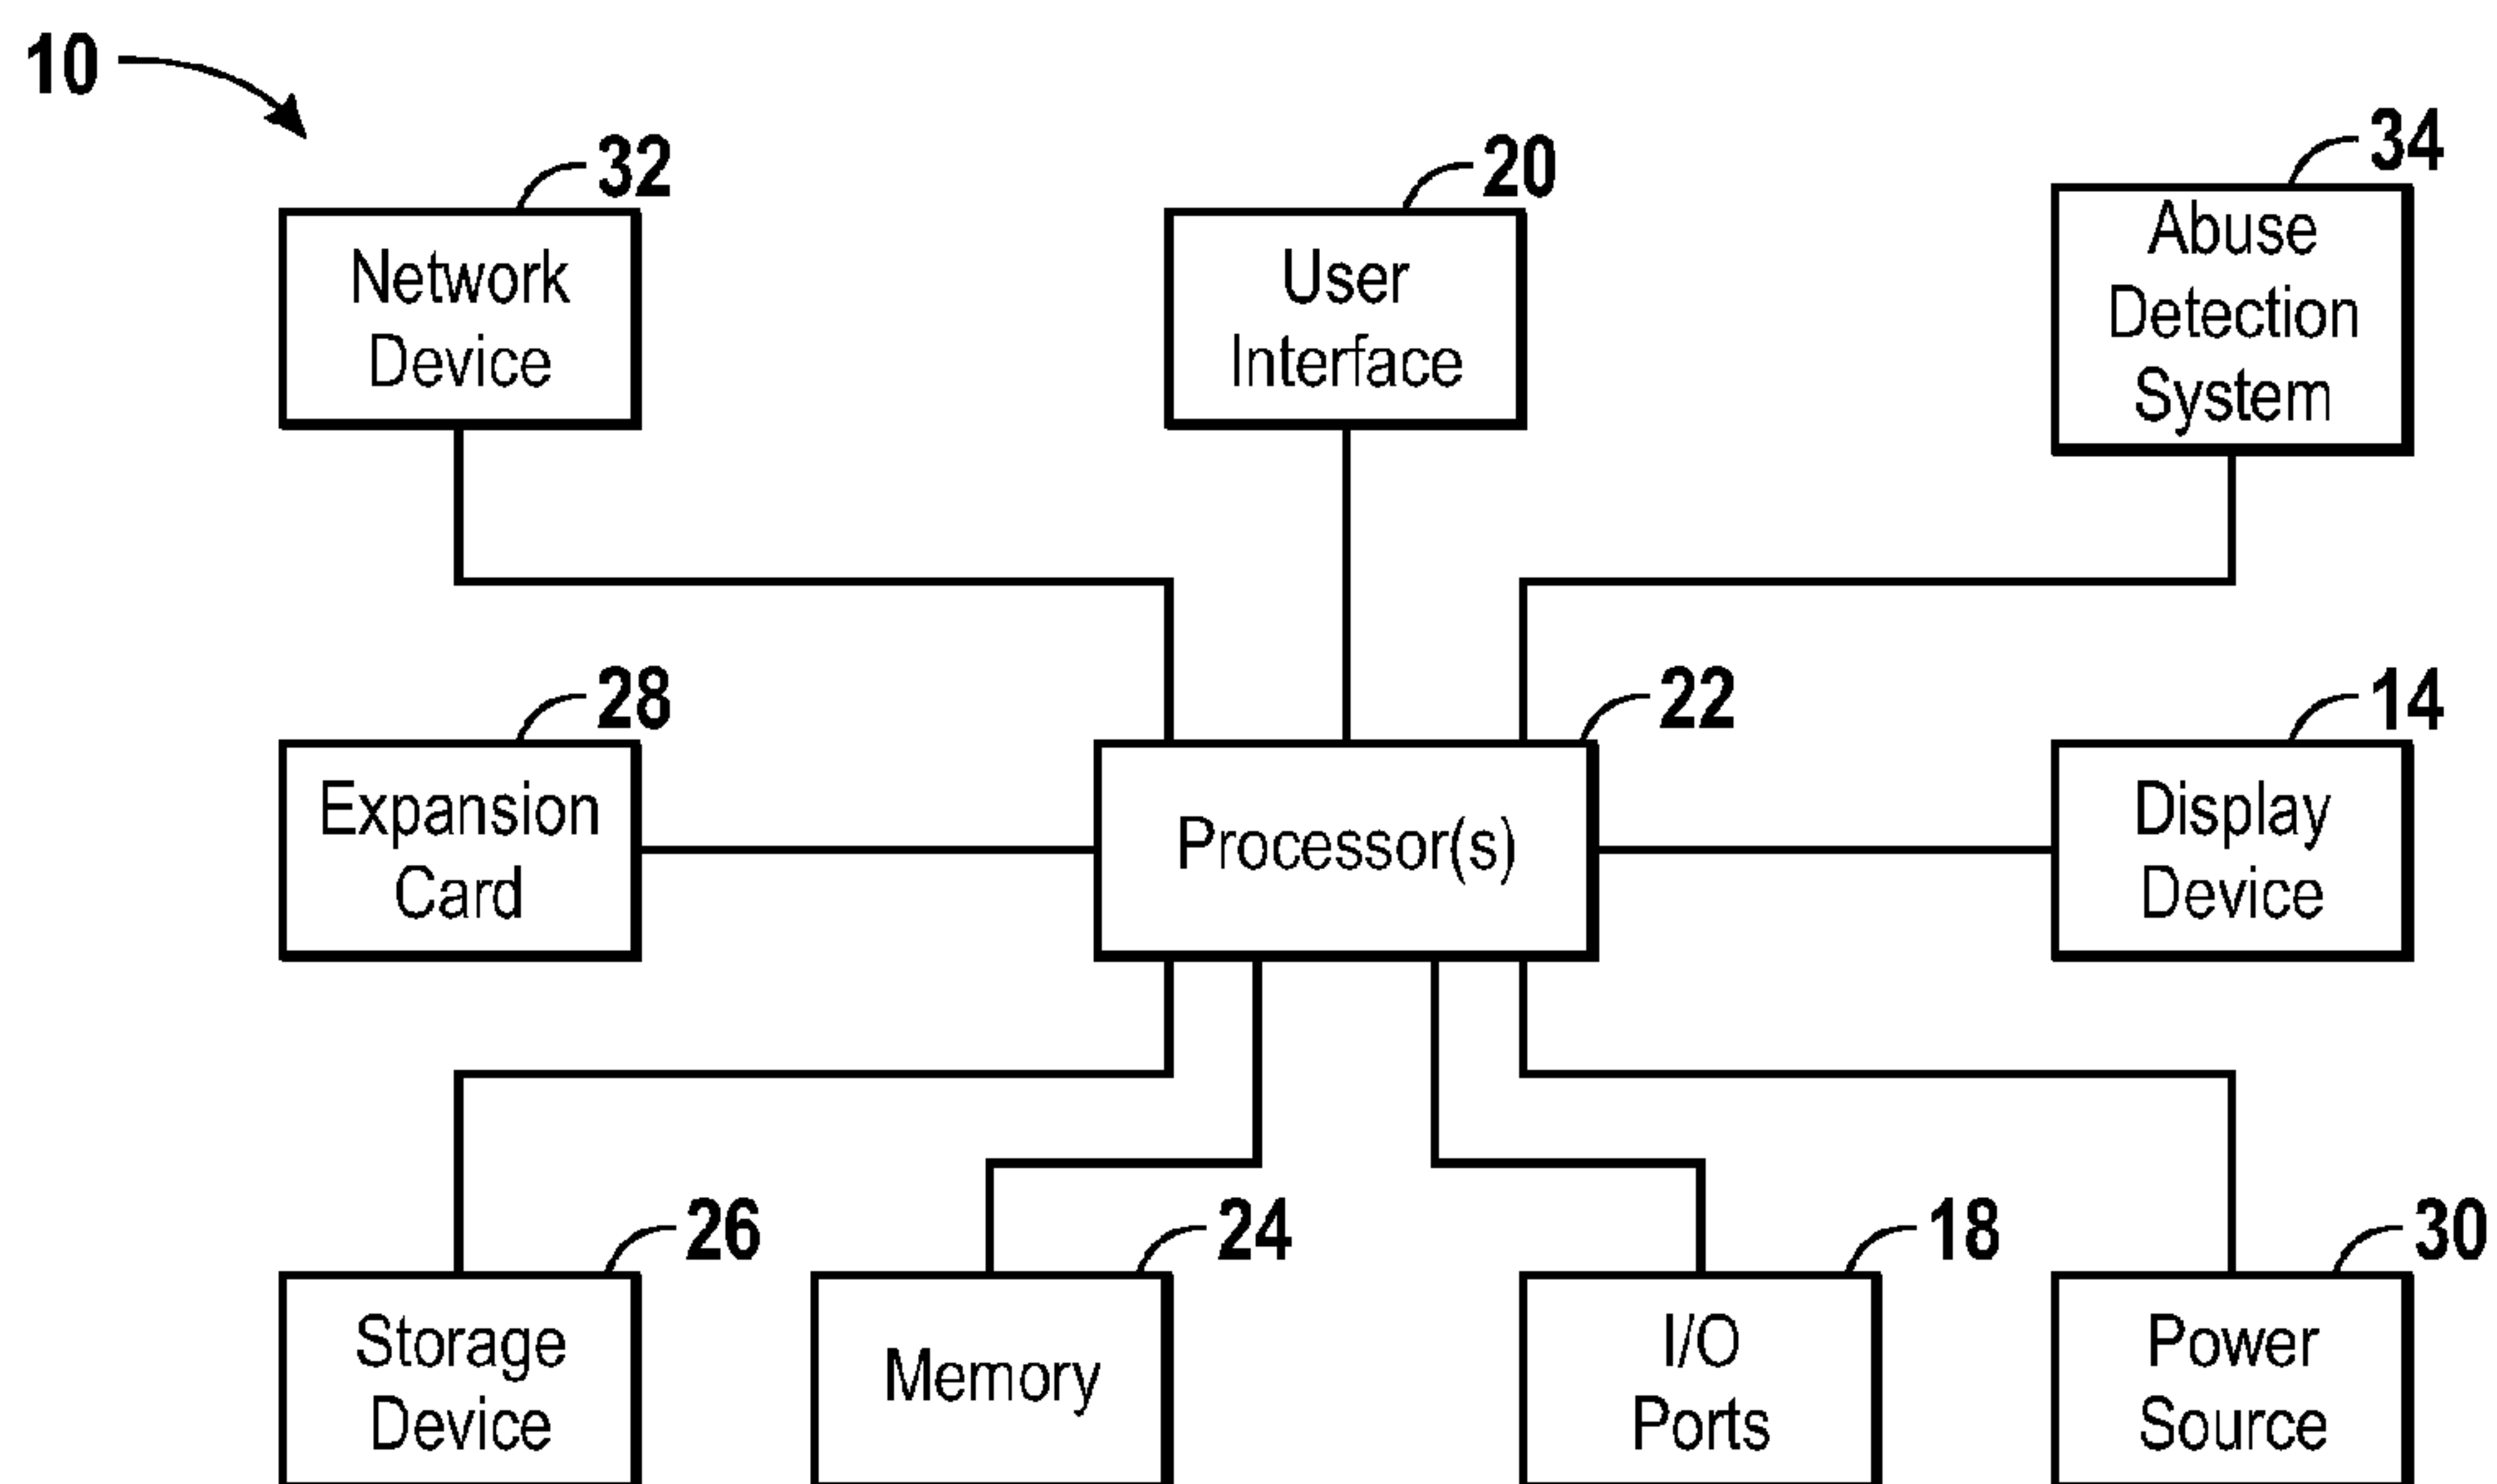 10
32
20
34
Network
Device
User
Interface
Abuse
Detection
System
28
22
14
Expansion
Card
Processor(s)
Display
Device
26
24
18
30
Storage
Device
Memory
I/O
Ports
Power
Source